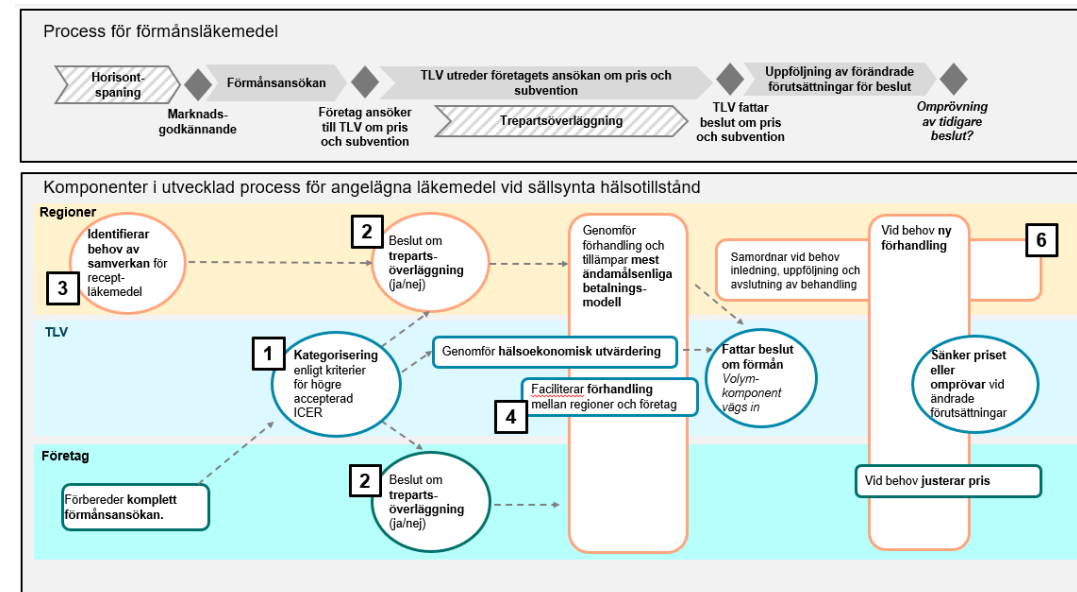 Process för förmånsläkemedel
Horisont-
spaning
Förmånsansökan
TLV utreder företagets ansökan om pris och
subvention
Uppföljning av förändrade
förutsättningar för beslut
Marknads-
godkännande
Företag ansöker
till TLV om pris
och subvention
Trepartsöverläggning
TLV fattar
beslut om pris
och subvention
Omprövning
av tidigare
beslut?
Komponenter i utvecklad process för angelägna läkemedel vid sällsynta hälsotillstånd
Regioner
Identifierar
behov av
samverkan för
recept-
läkemedel
3
2
Beslut om
treparts-
överläggning
(ja/nej)
Genomför
förhandling och
tillämpar mest
ändamålsenliga
betalnings-
modell
Samordnar vid behov
inledning, uppföljning och
avslutning av behandling
Vid behov ny
förhandling
6
TLV
1
Kategorisering
enligt kriterier
för högre
accepterad
ICER
Genomför hälsoekonomisk utvärdering
Faciliterar förhandling
mellan regioner och företag
4
Fattar beslut
om förmån
Volym-
komponent
vägs in
Sänker priset
eller
omprövar vid
ändrade
förutsättningar
Företag
Förbereder komplett
förmånsansökan.
2
Beslut om
treparts-
överläggning
(ja/nej)
Vid behov justerar pris